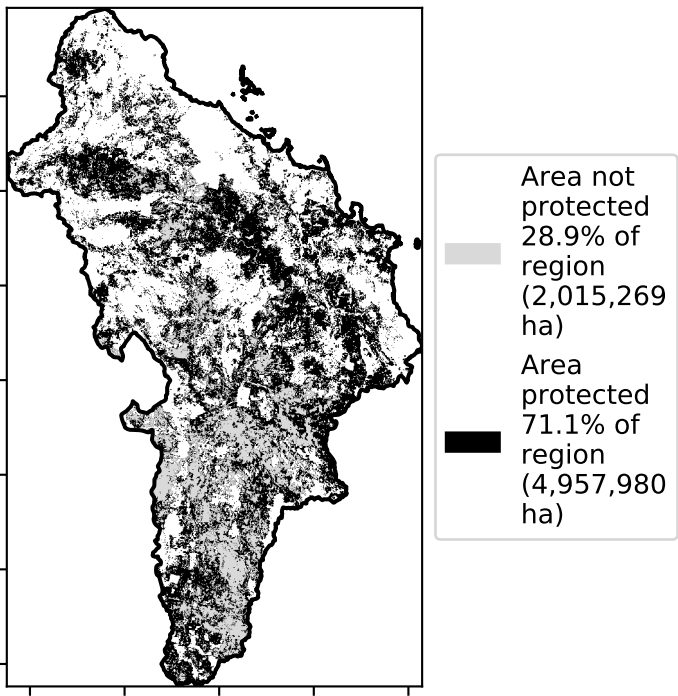 Area not
protected
28.9% of
region
(2,015,269
ha)
Area
protected
71.1% of
region
(4,957,980
ha)